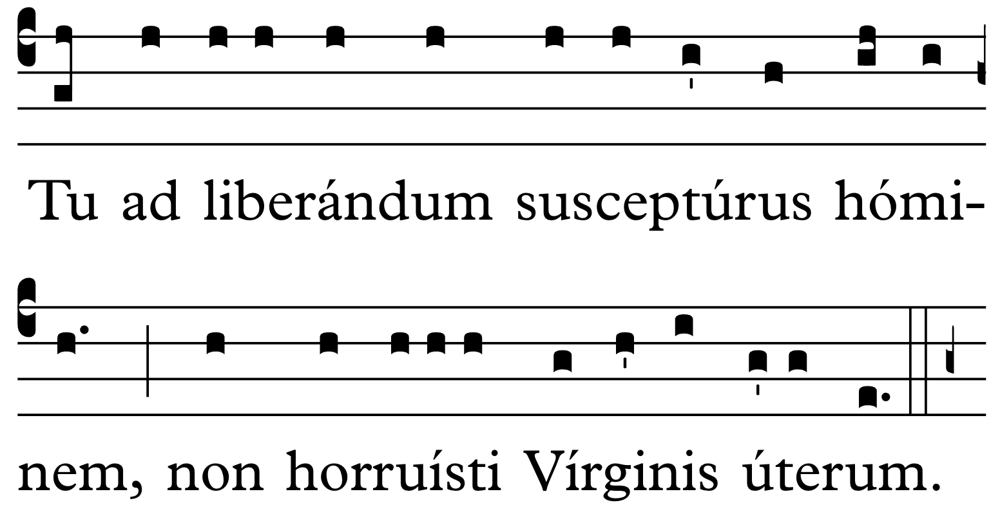 Tu ad liberándum susceptúrus hómi-
nem, non horruísti Vírginis úterum.